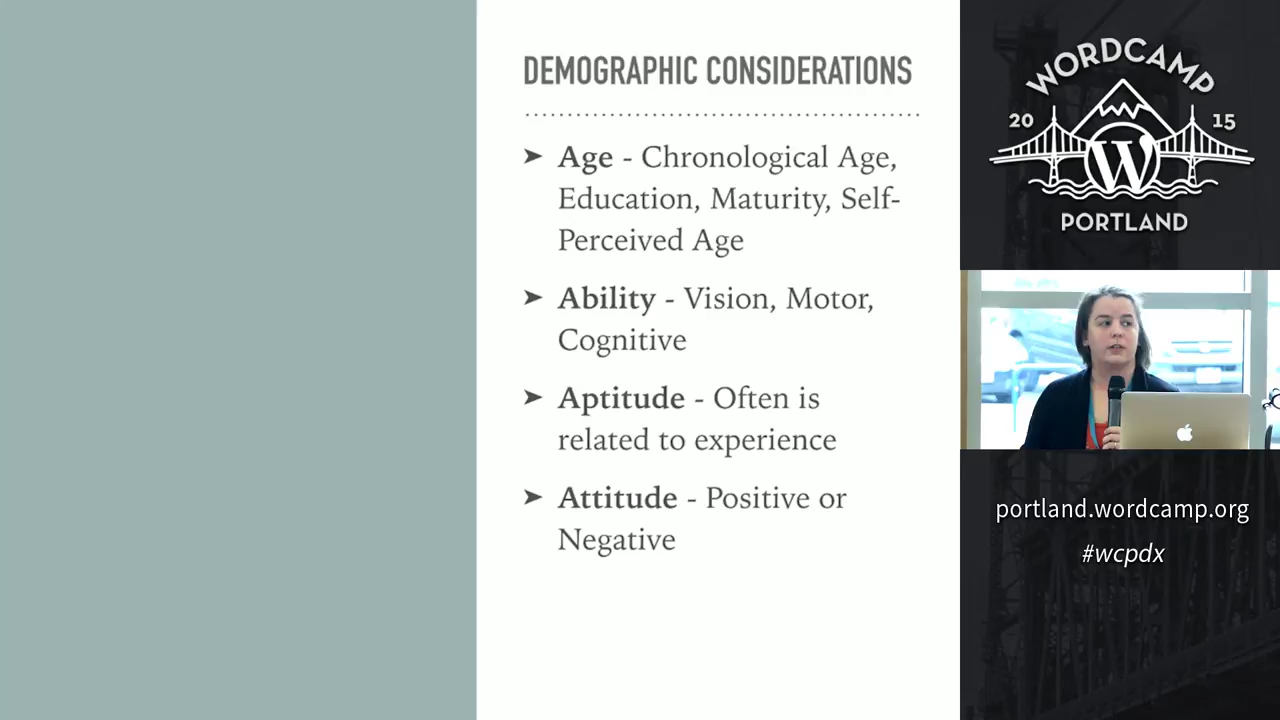 DEMOGRAPHIC CONSIDERATIONS
➤ Age - Chronological Age,
Education, Maturity, Self-
Perceived Age
➤ Ability - Vision, Motor,
Cognitive
➤ Aptitude - Often is
related to experience
➤ Attitude - Positive or
Negative
WORDCAMP
20 15
W
PORTLAND
portland.wordcamp.org
#wcpdx